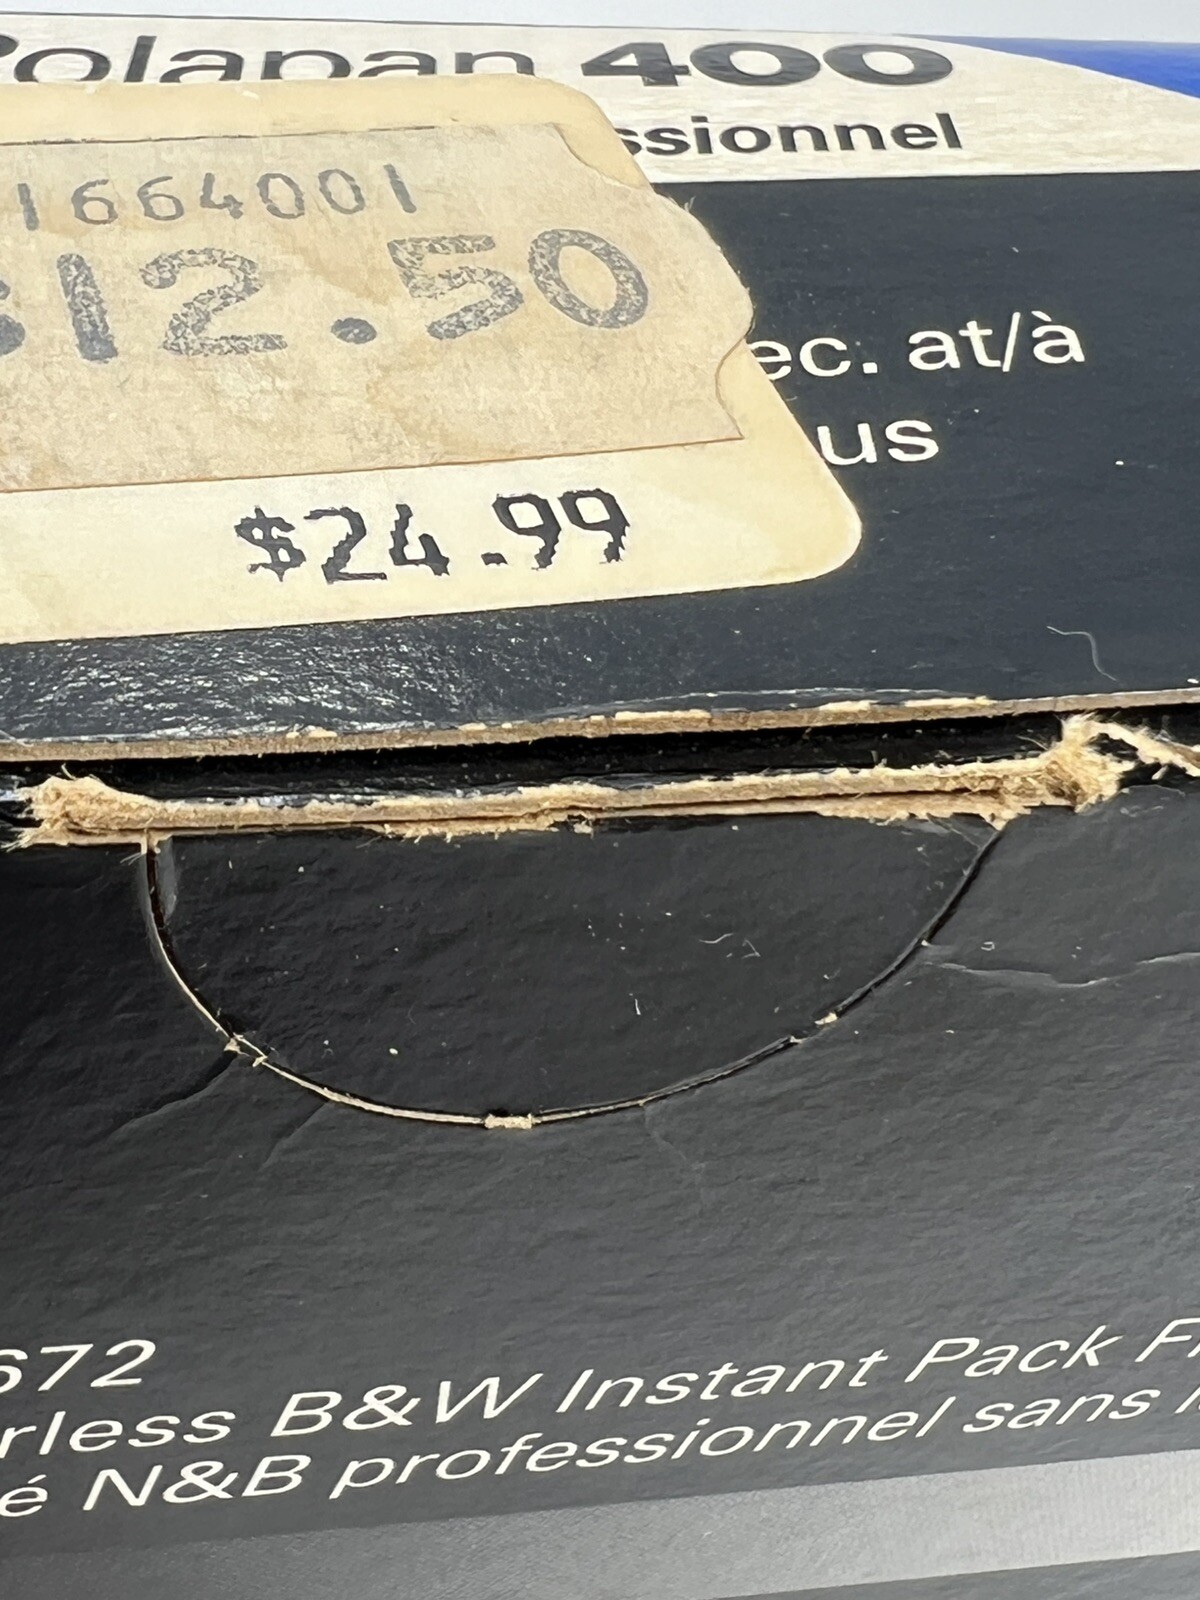 Polapan 400
ssionnel
1664001
$12.50
ec. at/à
us
$24.99
672
rless B&W Instant Pack
é N&B professionnel sans